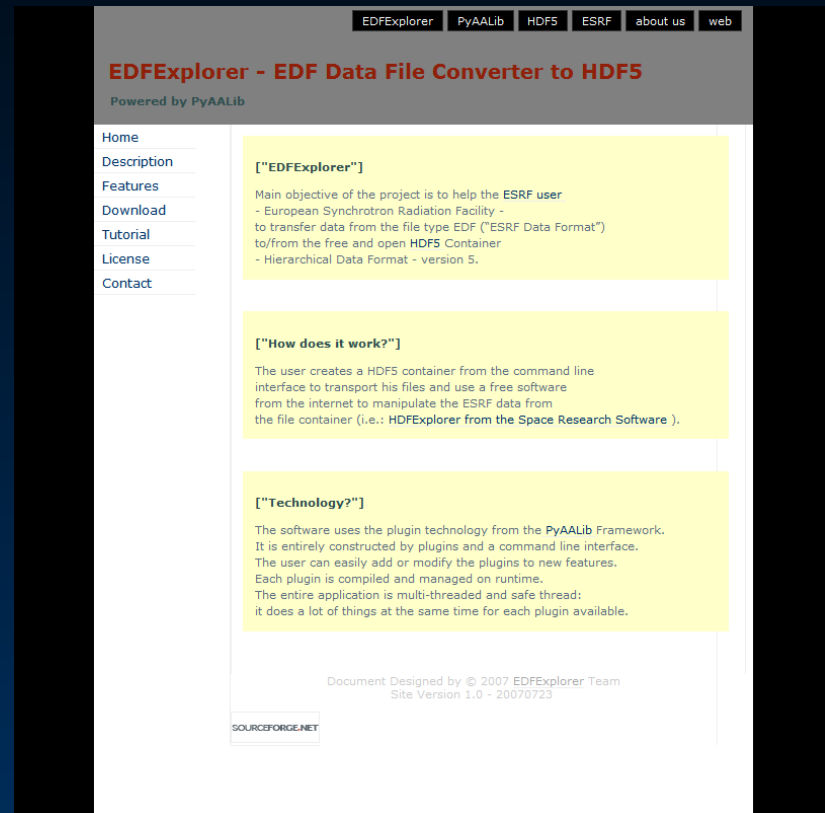 EDFExplorer PyAALib HDF5 ESRF about us web
EDFExplorer - EDF Data File Converter to HDF5
Powered by PyAALib
Home
Description
Features
Download
Tutorial
License
Contact
["EDFExplorer"]
Main objective of the project is to help the ESRF user
- European Synchrotron Radiation Facility -
to transfer data from the file type EDF (“ESRF Data Format”)
to/from the free and open HDF5 Container
- Hierarchical Data Format - version 5.
["How does it work?"]
The user creates a HDF5 container from the command line
interface to transport his files and use a free software
from the internet to manipulate the ESRF data from
the file container (i.e.: HDFExplorer from the Space Research Software ).
["Technology?"]
The software uses the plugin technology from the PyAALib Framework.
It is entirely constructed by plugins and a command line interface.
The user can easily add or modify the plugins to new features.
Each plugin is compiled and managed on runtime.
The entire application is multi-threaded and safe thread:
it does a lot of things at the same time for each plugin available.
Document Designed by © 2007 EDFExplorer Team
Site Version 1.0 - 20070723
SOURCEFORGE.NET